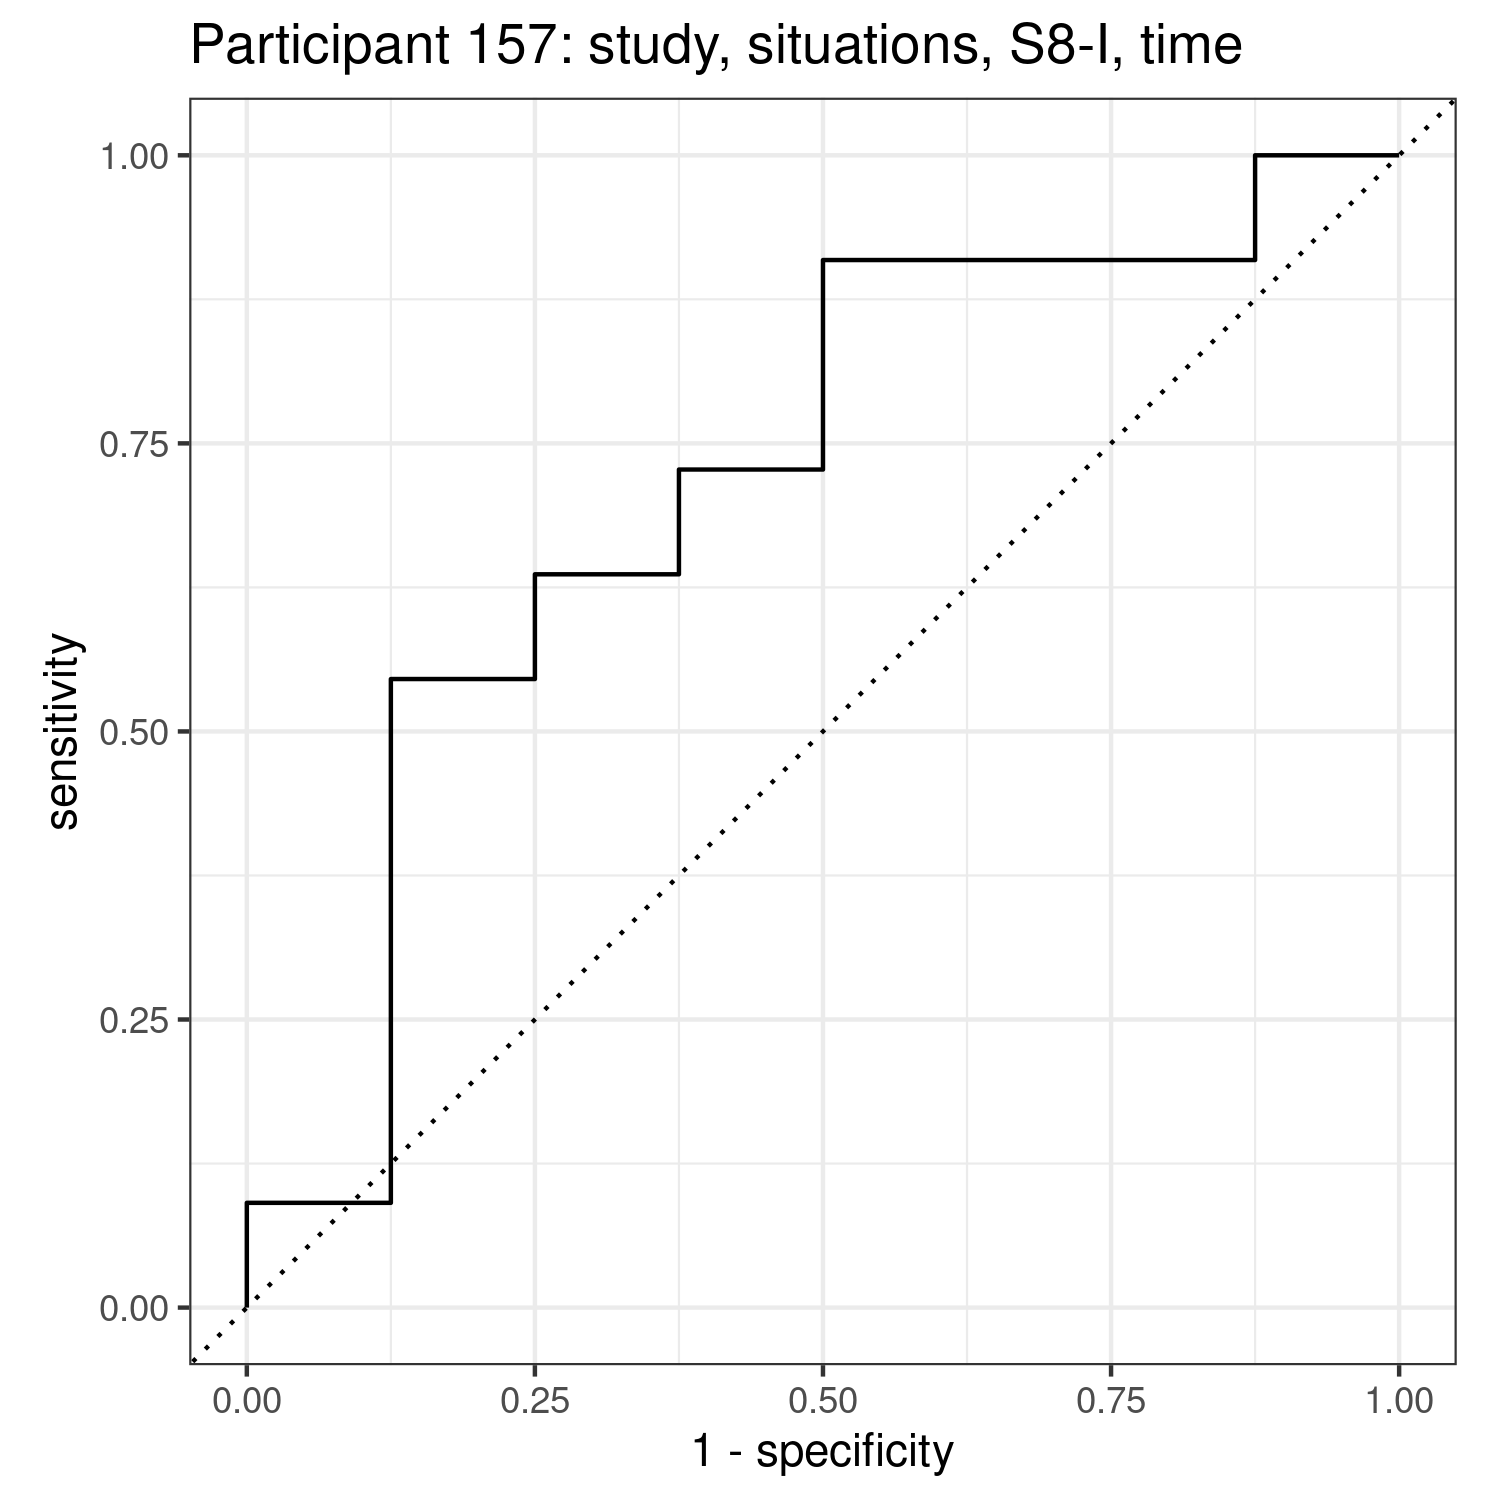 Participant 157: study, situations, S8-I, time
sensitivity
1.00
0.75
0.50
0.25
0.00
0.00 0.25 0.50 0.75 1.00
1 - specificity